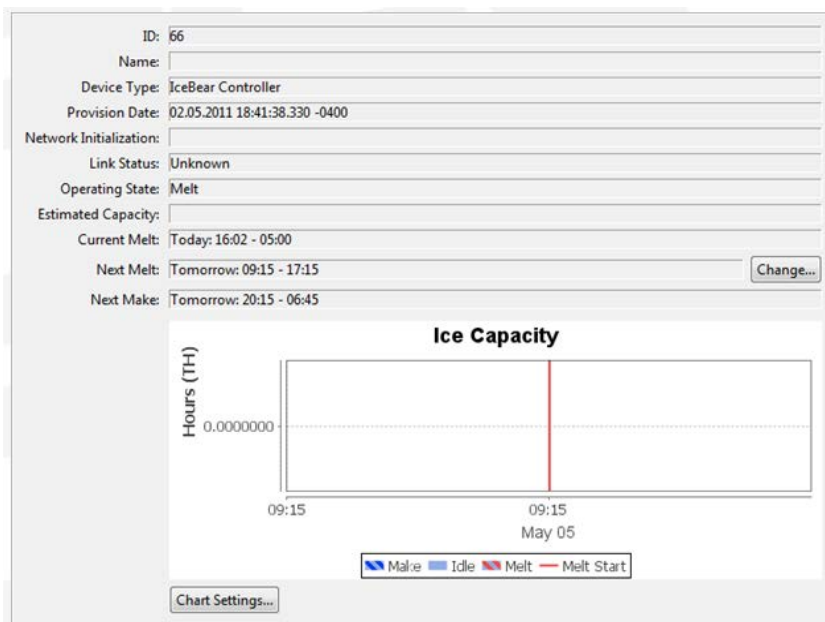 ID: 66
Name:
Device Type: IceBear Controller
Provision Date: 02.05.2011 18:41:38.330 -0400
Network Initialization:
Link Status: Unknown
Operating State: Melt
Estimated Capacity:
Current Melt: Today: 16:02 - 05:00
Next Melt: Tomorrow: 09:15 - 17:15 Change...
Next Make: Tomorrow: 20:15 - 06:45
Ice Capacity
Hours (TH)
0.0000000
09:15 09:15
May 05
Make Idle Melt Melt Start
Chart Settings...